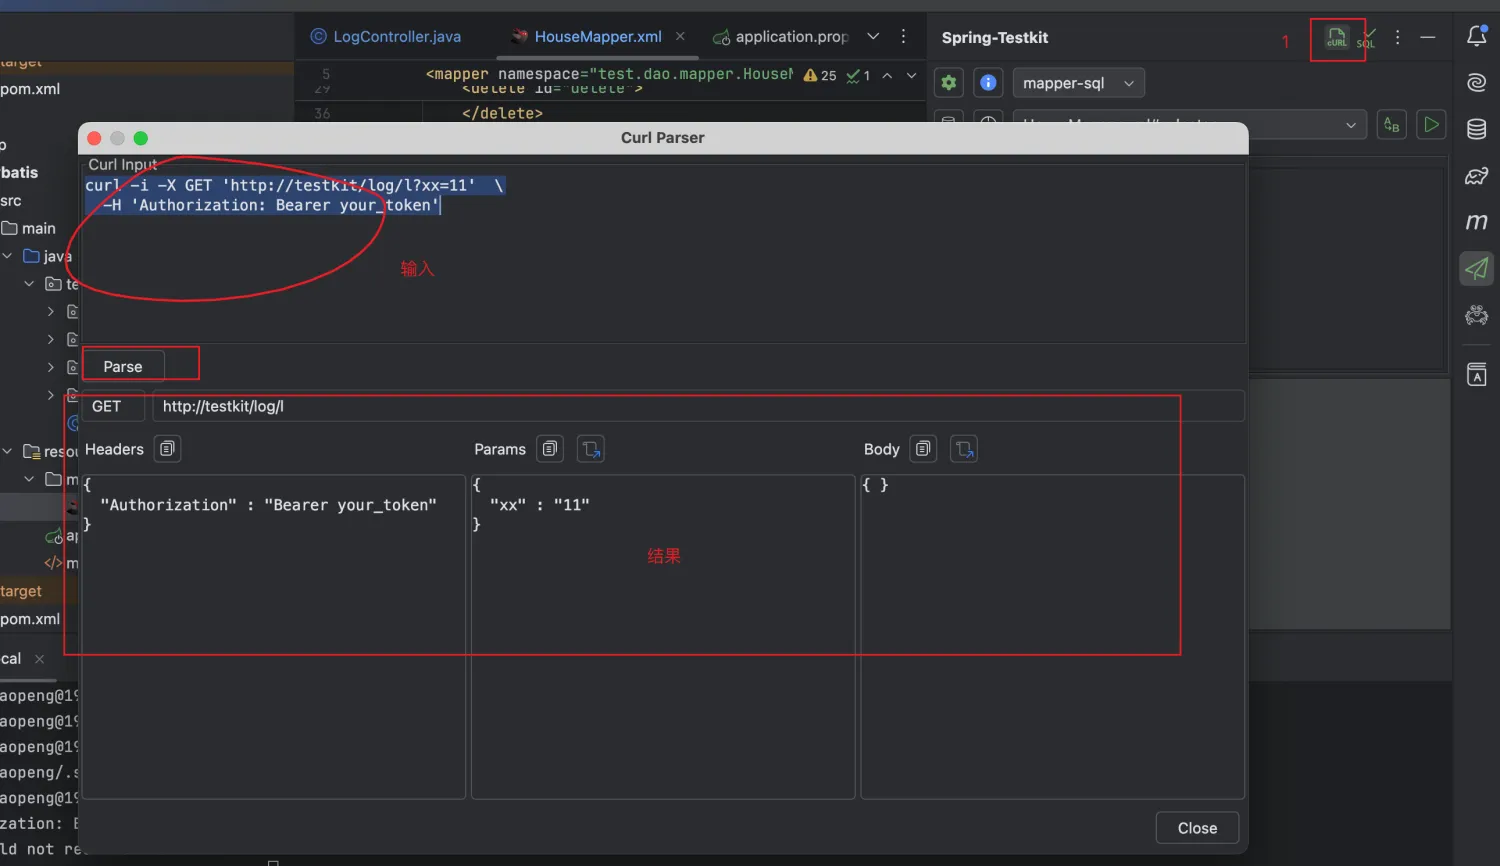 LogController.java
HouseMapper.xml
application.prop
Spring-Testkit
1
cURL
SQL
target
pom.xml
5
<mapper namespace="test.dao.mapper.HouseM
25
1
29
<delete id="delete">
36
</delete>
mapper-sql
Curl Parser
Curl Input
curl -i -X GET 'http://testkit/log/l?xx=11' \
-H 'Authorization: Bearer your_token'
输入
batis
src
main
java
te
Parse
GET
http://testkit/log/l
Headers
Params
Body
{
"Authorization" : "Bearer your_token"
}
{
"xx" : "11"
}
{ }
结果
resou
m
ap
m
target
pom.xml
cal
aopeng@19
aopeng@19
aopeng@19
aopeng/.s
aopeng@19
zation: B
ld not re
Close